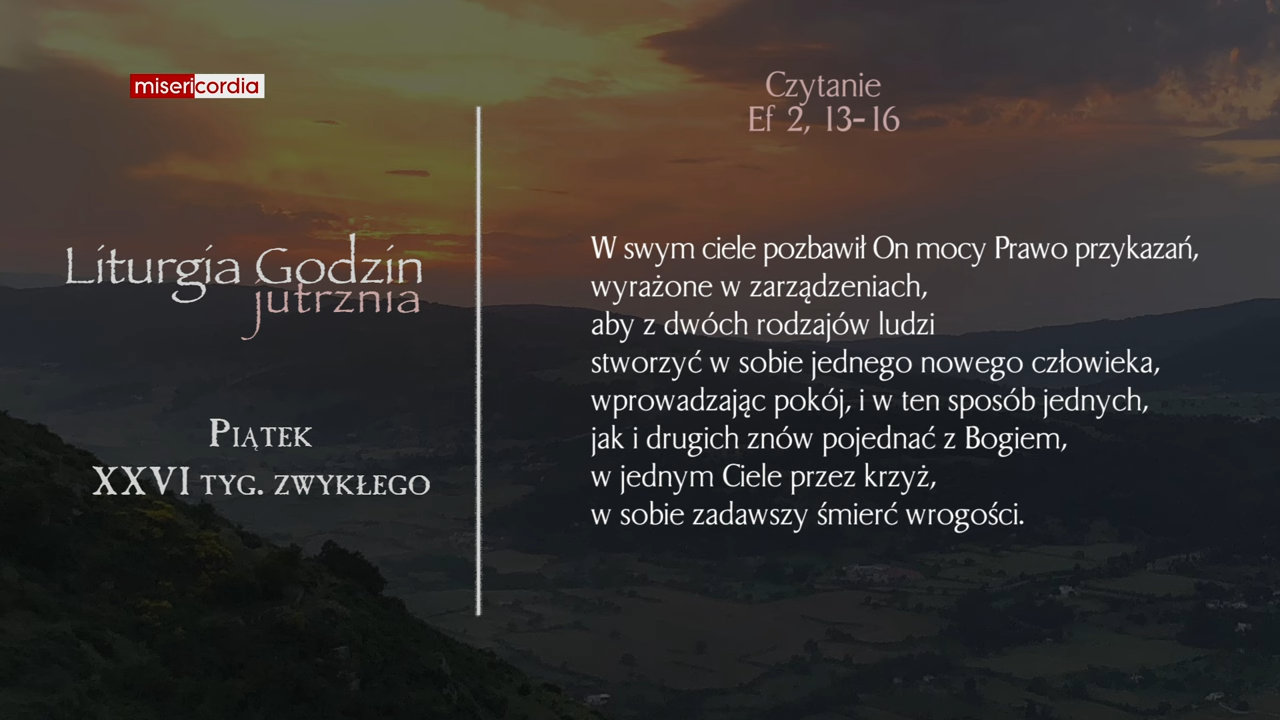 misericordia
Liturgia Godzin
jutrznia
Piątek
XXVI tyg. zwykłego
Czytanie
Ef 2, 13-16
W swym ciele pozbawił On mocy Prawo przykazań,
wyrażone w zarządzeniach,
aby z dwóch rodzajów ludzi
stworzyć w sobie jednego nowego człowieka,
wprowadzając pokój, i w ten sposób jednych,
jak i drugich znów pojednać z Bogiem,
w jednym Ciele przez krzyż,
w sobie zadawszy śmierć wrogości.